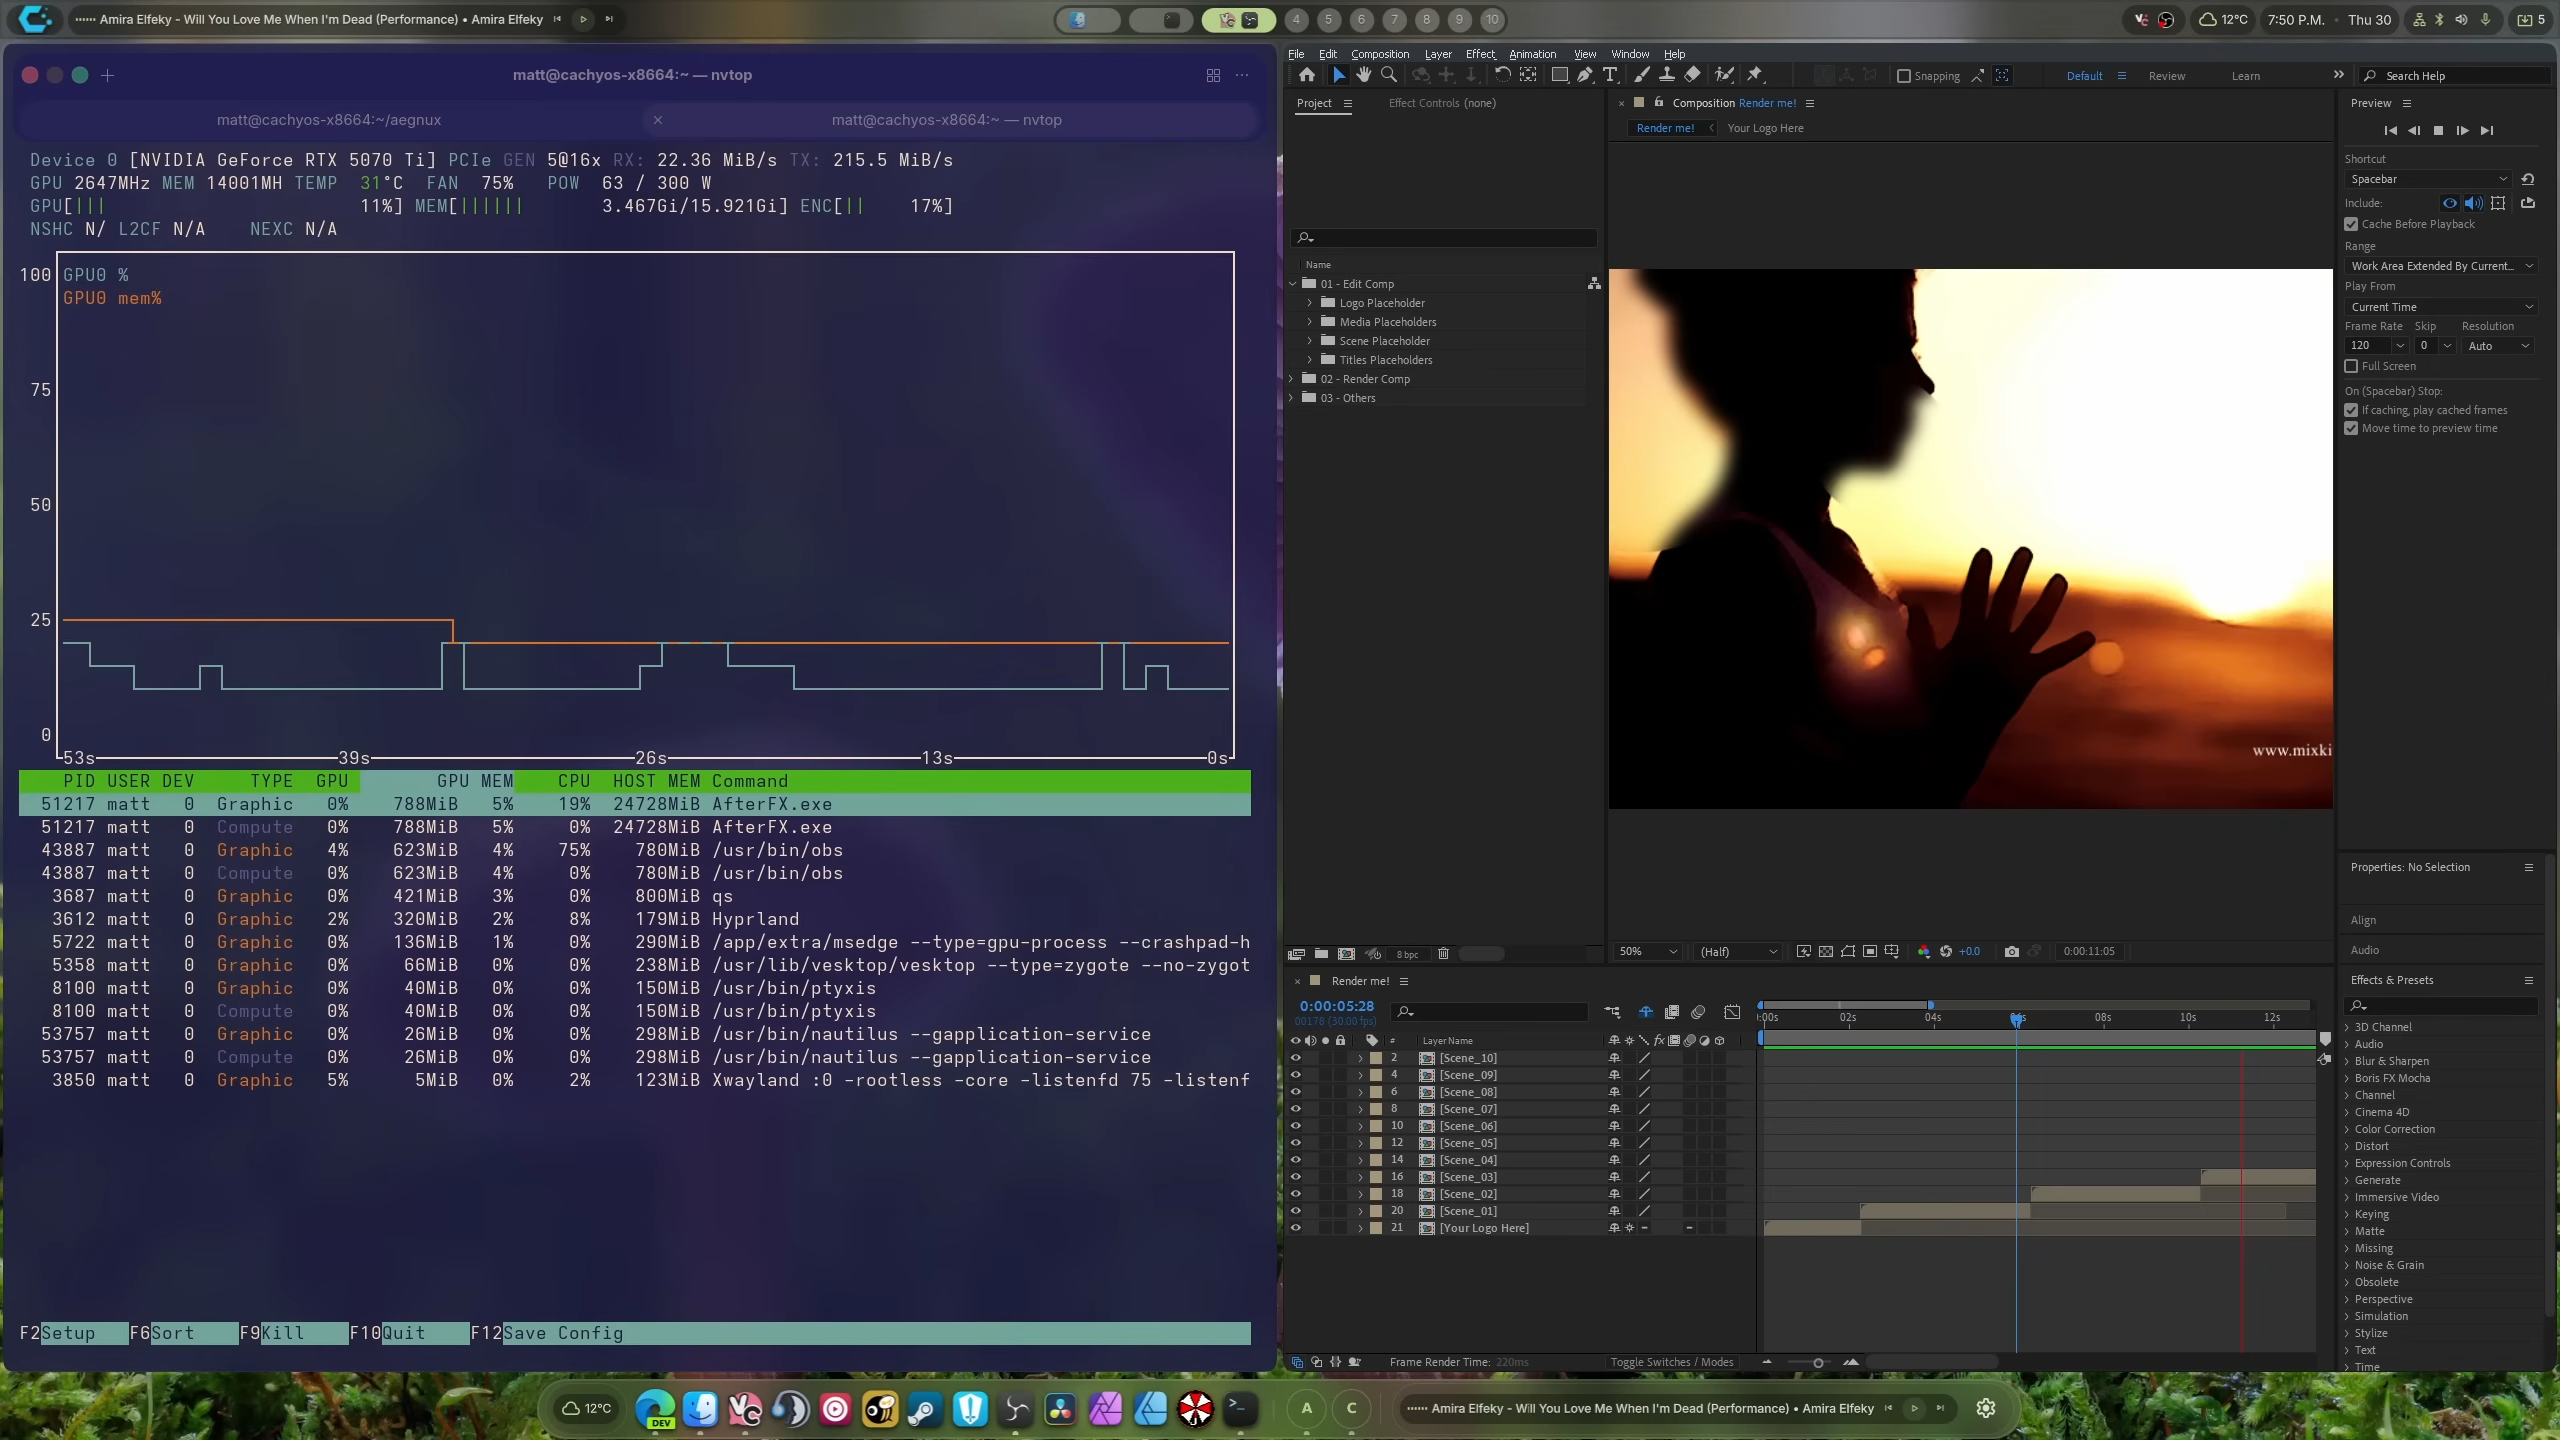 Amira Elfeky - Will You Love Me When I'm Dead (Performance) • Amira Elfeky
4 5 6 7 8 9 10
12°C 7:50 P.M. · Thu 30 5
matt@cachyos-x8664:~ — nvtop
matt@cachyos-x8664:~/aegnux
matt@cachyos-x8664:~ — nvtop
Device 0 [NVIDIA GeForce RTX 5070 Ti] PCIe GEN 5@16x RX: 22.36 MiB/s TX: 215.5 MiB/s
GPU 2647MHz MEM 14001MH TEMP 31°C FAN 75% POW 63 / 300 W
GPU[||| 11%] MEM[|||||| 3.467Gi/15.921Gi] ENC[|| 17%]
NSHC N/ L2CF N/A NEXC N/A
100 GPU0 %
GPU0 mem%
75
50
25
0
53s 39s 26s 13s 0s
PID USER DEV TYPE GPU GPU MEM CPU HOST MEM Command
51217 matt 0 Graphic 0% 788MiB 5% 19% 24728MiB AfterFX.exe
51217 matt 0 Compute 0% 788MiB 5% 0% 24728MiB AfterFX.exe
43887 matt 0 Graphic 4% 623MiB 4% 75% 780MiB /usr/bin/obs
43887 matt 0 Compute 0% 623MiB 4% 0% 780MiB /usr/bin/obs
3687 matt 0 Graphic 0% 421MiB 3% 0% 800MiB qs
3612 matt 0 Graphic 2% 320MiB 2% 8% 179MiB Hyprland
5722 matt 0 Graphic 0% 136MiB 1% 0% 290MiB /app/extra/msedge --type=gpu-process --crashpad-h
5358 matt 0 Graphic 0% 66MiB 0% 0% 238MiB /usr/lib/vesktop/vesktop --type=zygote --no-zygot
8100 matt 0 Graphic 0% 40MiB 0% 0% 150MiB /usr/bin/ptyxis
8100 matt 0 Compute 0% 40MiB 0% 0% 150MiB /usr/bin/ptyxis
53757 matt 0 Graphic 0% 26MiB 0% 0% 298MiB /usr/bin/nautilus --gapplication-service
53757 matt 0 Compute 0% 26MiB 0% 0% 298MiB /usr/bin/nautilus --gapplication-service
3850 matt 0 Graphic 5% 5MiB 0% 2% 123MiB Xwayland :0 -rootless -core -listenfd 75 -listenf
F2Setup F6Sort F9Kill F10Quit F12Save Config
File Edit Composition Layer Effect Animation View Window Help
Snapping
Default Review Learn
Search Help
Project Effect Controls (none)
Name
01 - Edit Comp
Logo Placeholder
Media Placeholders
Scene Placeholder
Titles Placeholders
02 - Render Comp
03 - Others
8 bpc
Composition Render me!
Render me! Your Logo Here
www.mixki
50% (Half) +0.0 0:00:11:05
Preview
Shortcut
Spacebar
Include:
Cache Before Playback
Range
Work Area Extended By Current...
Play From
Current Time
Frame Rate Skip Resolution
120 0 Auto
Full Screen
On (Spacebar) Stop:
If caching, play cached frames
Move time to preview time
Properties: No Selection
Align
Audio
Effects & Presets
3D Channel
Audio
Blur & Sharpen
Boris FX Mocha
Channel
Cinema 4D
Color Correction
Distort
Expression Controls
Generate
Immersive Video
Keying
Matte
Missing
Noise & Grain
Obsolete
Perspective
Simulation
Stylize
Text
Time
Render me!
0:00:05:28
00178 (30.00 fps)
:00s 02s 04s 08s 10s 12s
# Layer Name
2 [Scene_10]
4 [Scene_09]
6 [Scene_08]
8 [Scene_07]
10 [Scene_06]
12 [Scene_05]
14 [Scene_04]
16 [Scene_03]
18 [Scene_02]
20 [Scene_01]
21 [Your Logo Here]
Frame Render Time: 220ms Toggle Switches / Modes
12°C DEV A C Amira Elfeky - Will You Love Me When I'm Dead (Performance) • Amira Elfeky